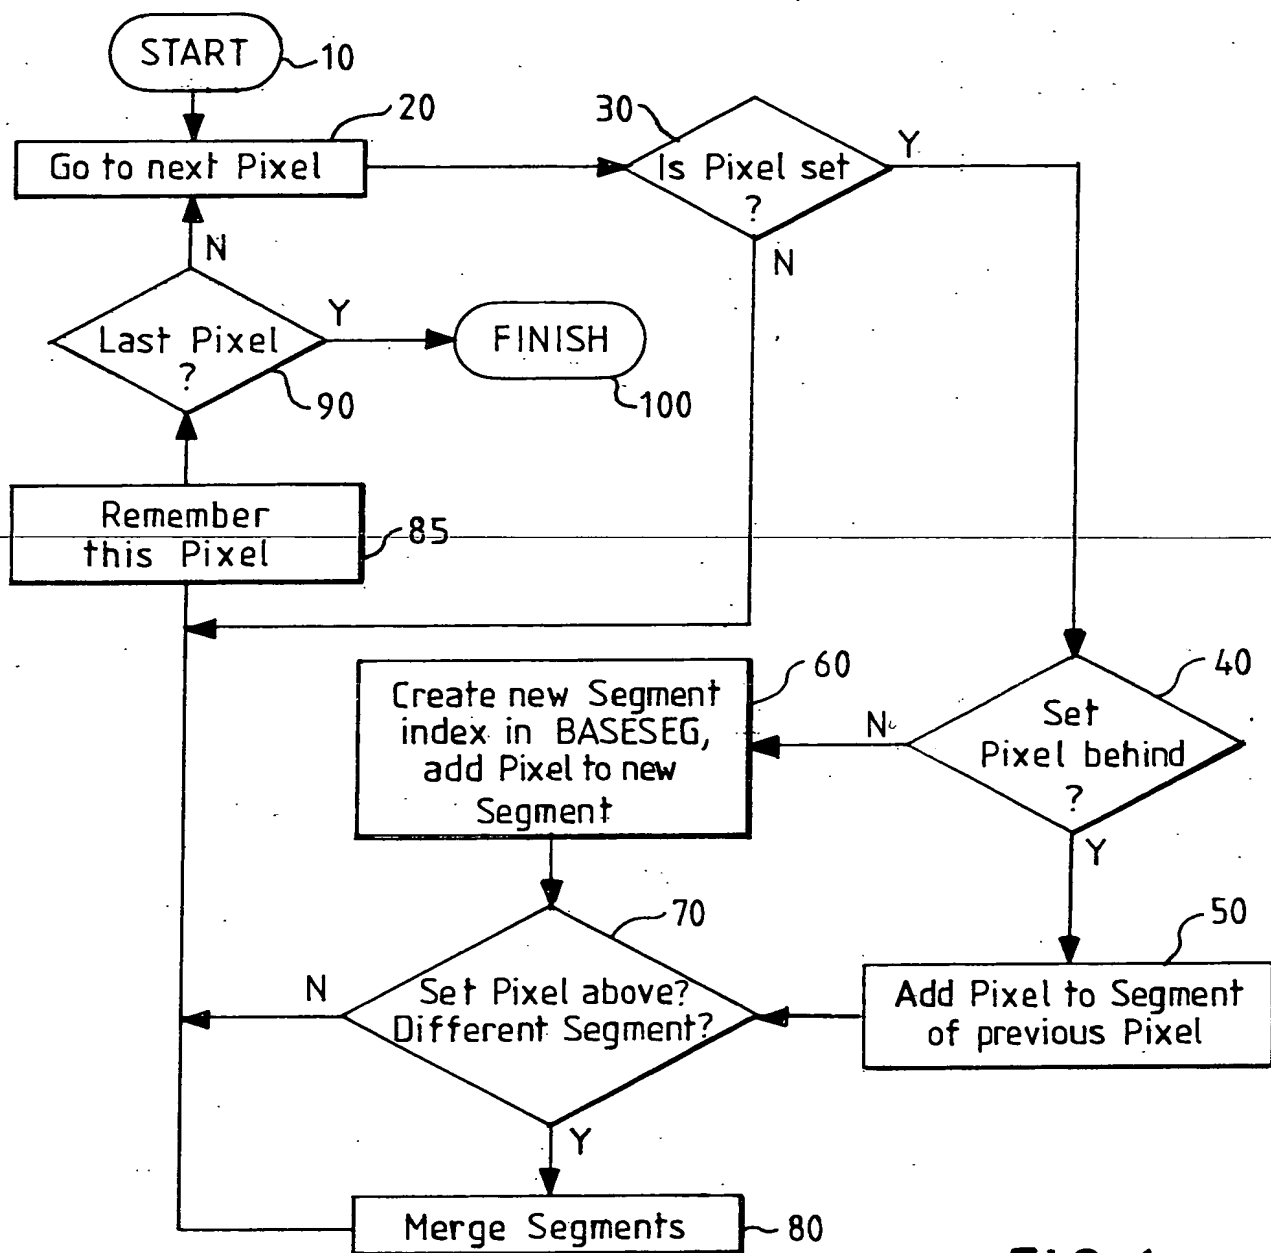 START
10
20
Go to next Pixel
30
Is Pixel set
?
Y
N
N
Last Pixel
?
Y
90
FINISH
100
Remember
this Pixel
85
60
Create new Segment
index in BASESEG,
add Pixel to new
Segment
40
Set
Pixel behind
?
N
Y
50
Add Pixel to Segment
of previous Pixel
70
Set Pixel above?
Different Segment?
N
Y
Merge Segments
80